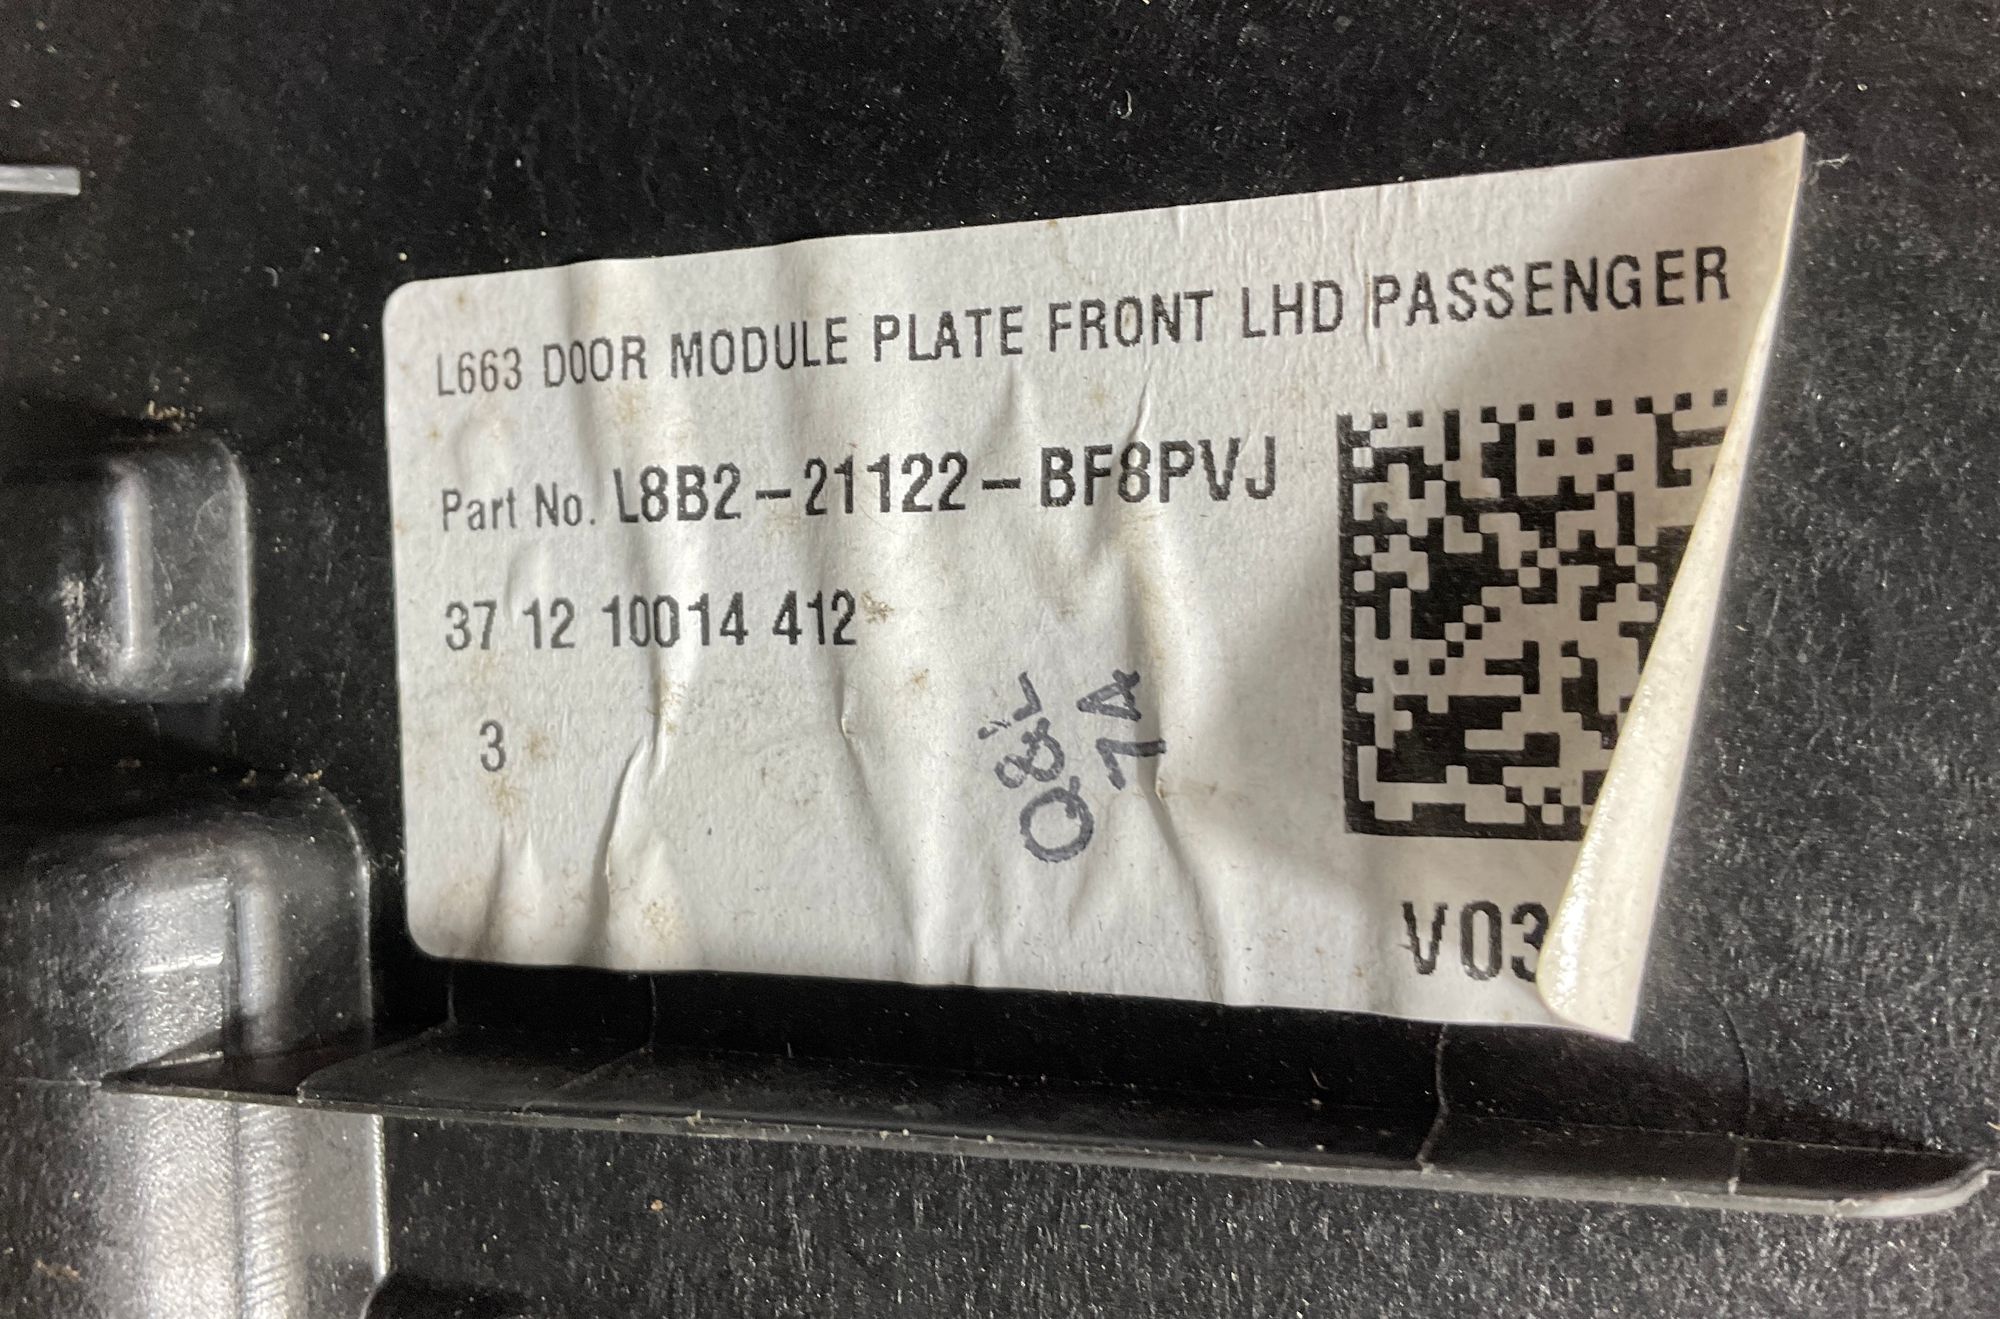 L663 DOOR MODULE PLATE FRONT LHD PASSENGER
Part No. L8B2-21122-BF8PVJ
37 12 10014 412
3
V03